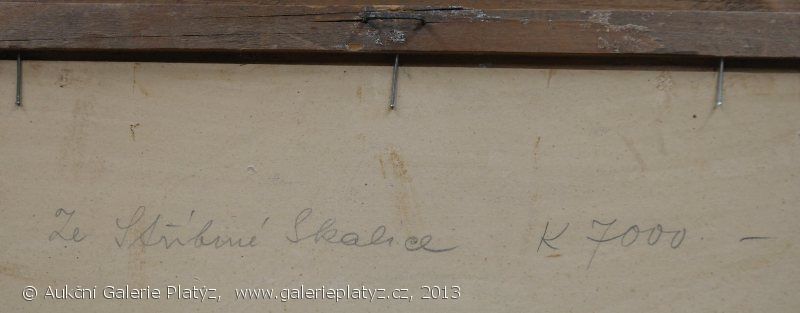 Ze Stříbrné Skalice K 7000 –
© Aukční Galerie Platýz, www.galerieplatyz.cz, 2013